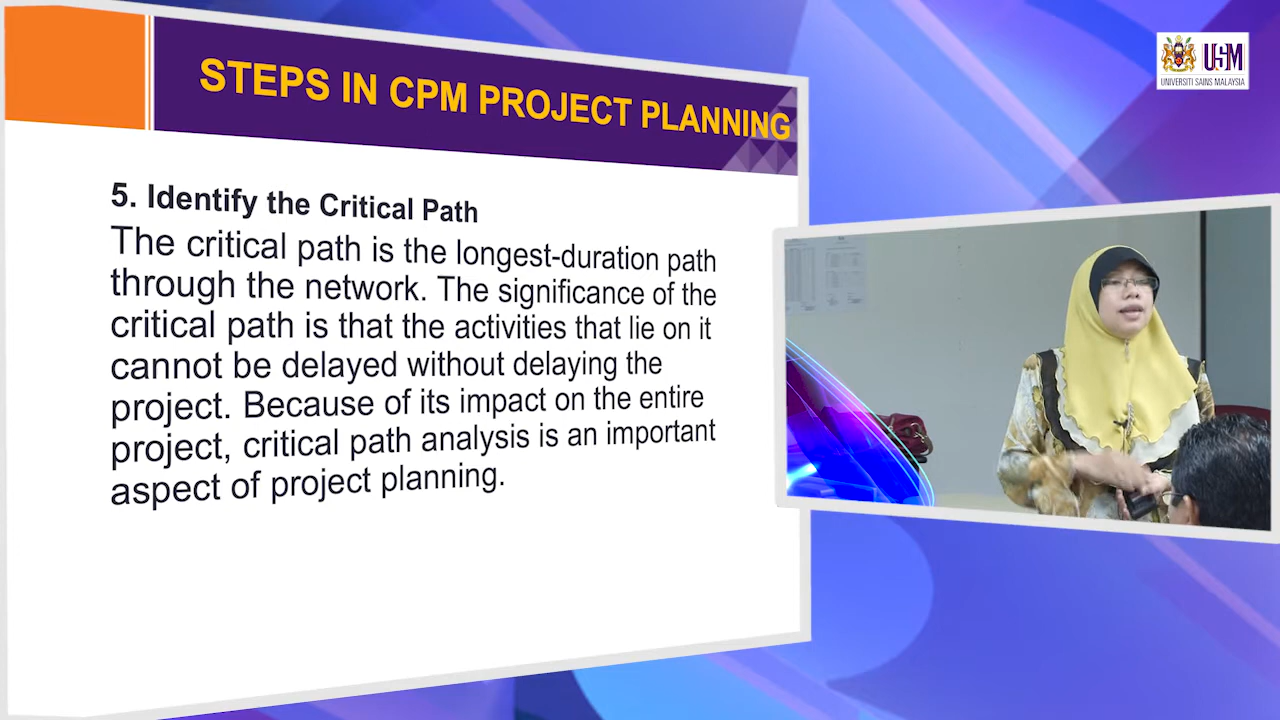 STEPS IN CPM PROJECT PLANNING
5. Identify the Critical Path
The critical path is the longest-duration path
through the network. The significance of the
critical path is that the activities that lie on it
cannot be delayed without delaying the
project. Because of its impact on the entire
project, critical path analysis is an important
aspect of project planning.
USM
UNIVERSITI SAINS MALAYSIA